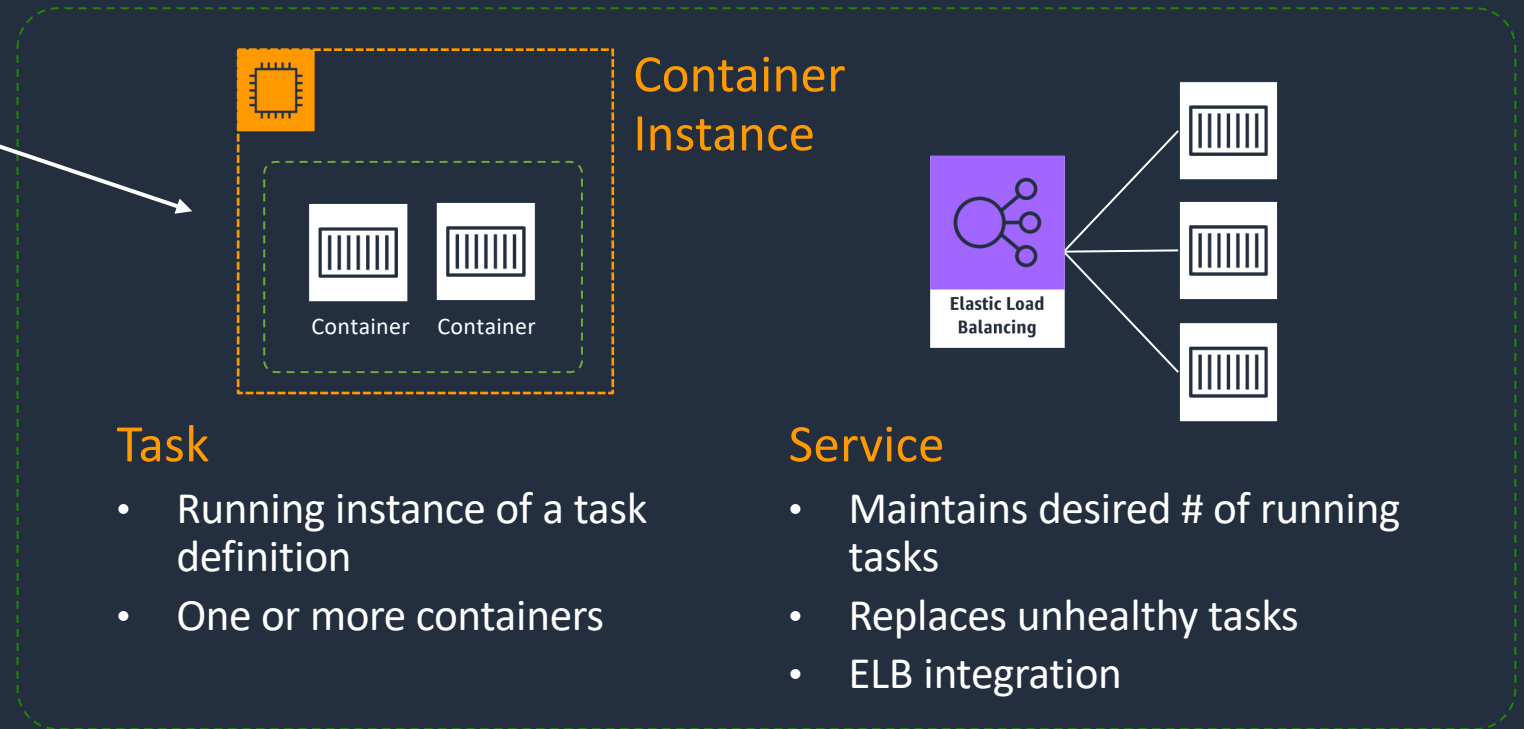 Container
Instance
Container Container
Elastic Load
Balancing
Task
• Running instance of a task
definition
• One or more containers
Service
• Maintains desired # of running
tasks
• Replaces unhealthy tasks
• ELB integration